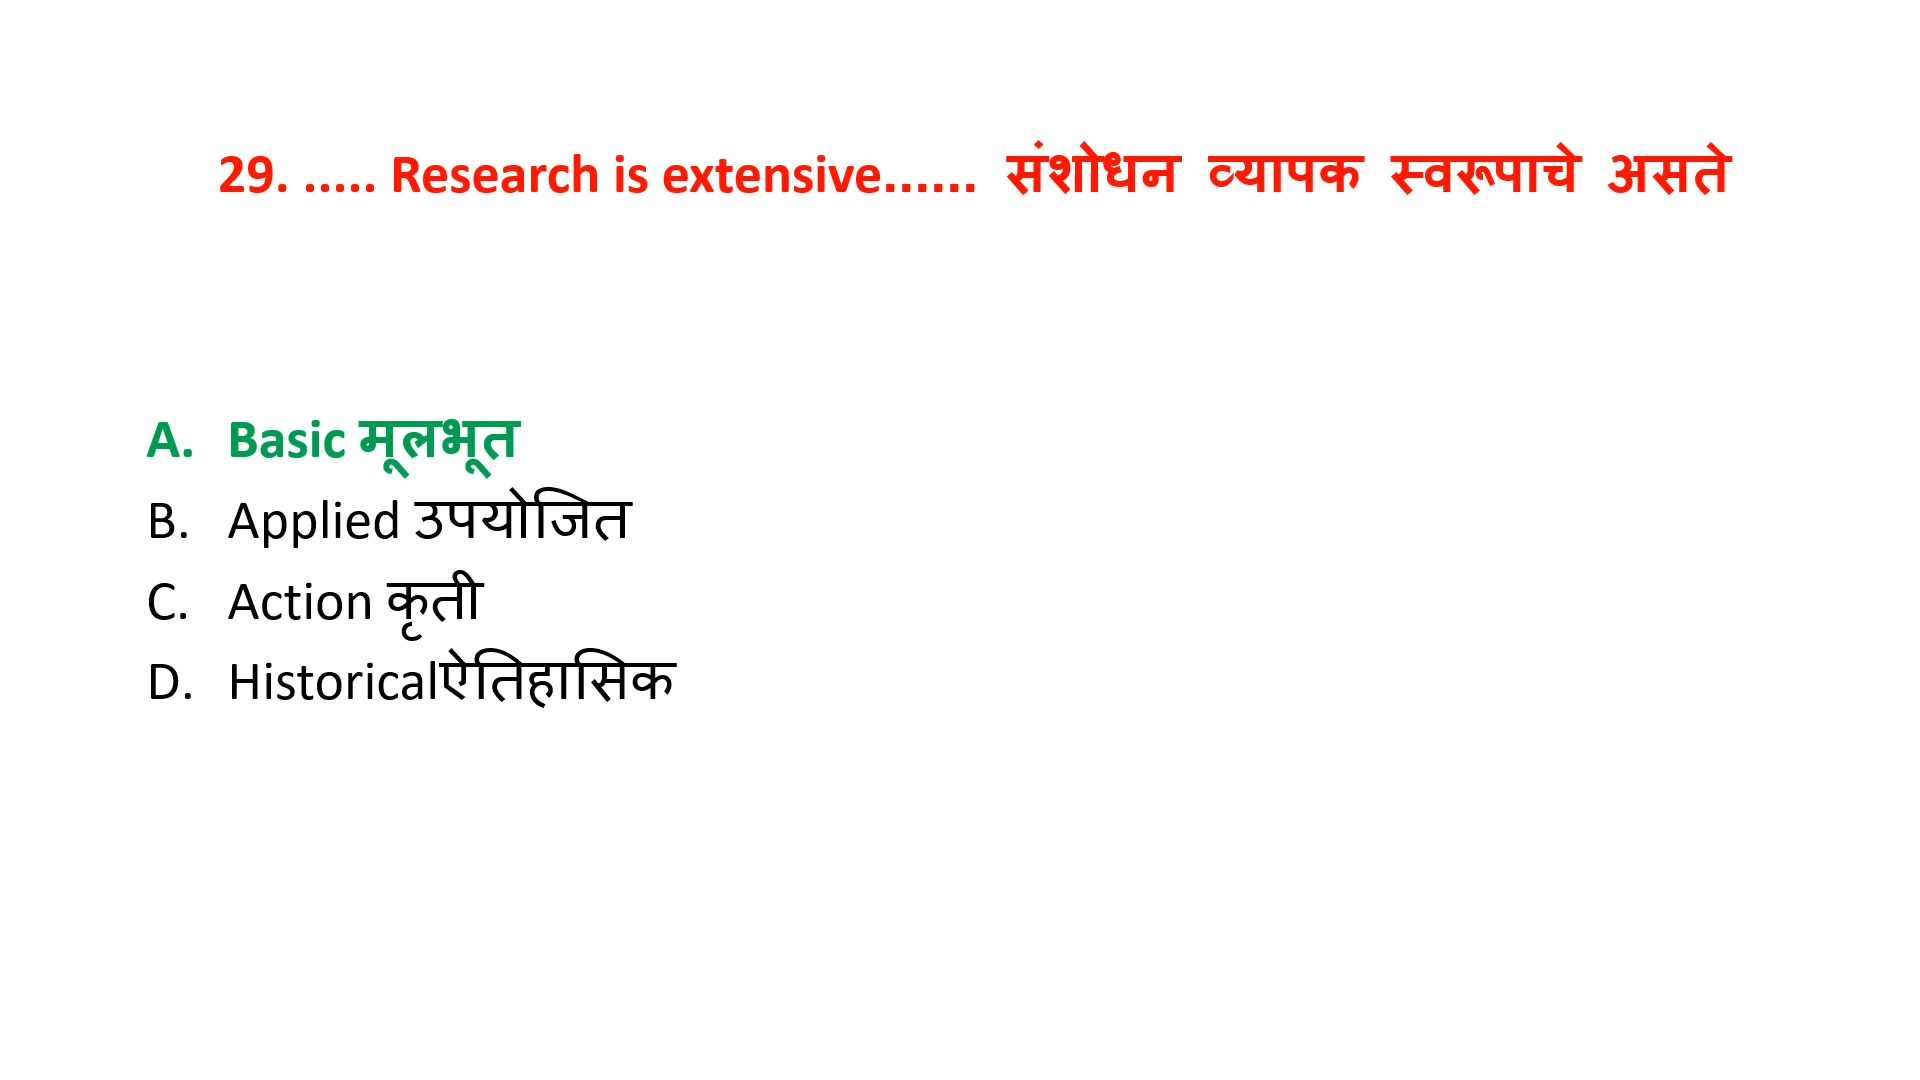 29. ..... Research is extensive...... संशोधन व्यापक स्वरूपाचे असते
A. Basic मूलभूत
B. Applied उपयोजित
C. Action कृती
D. Historicalऐतिहासिक